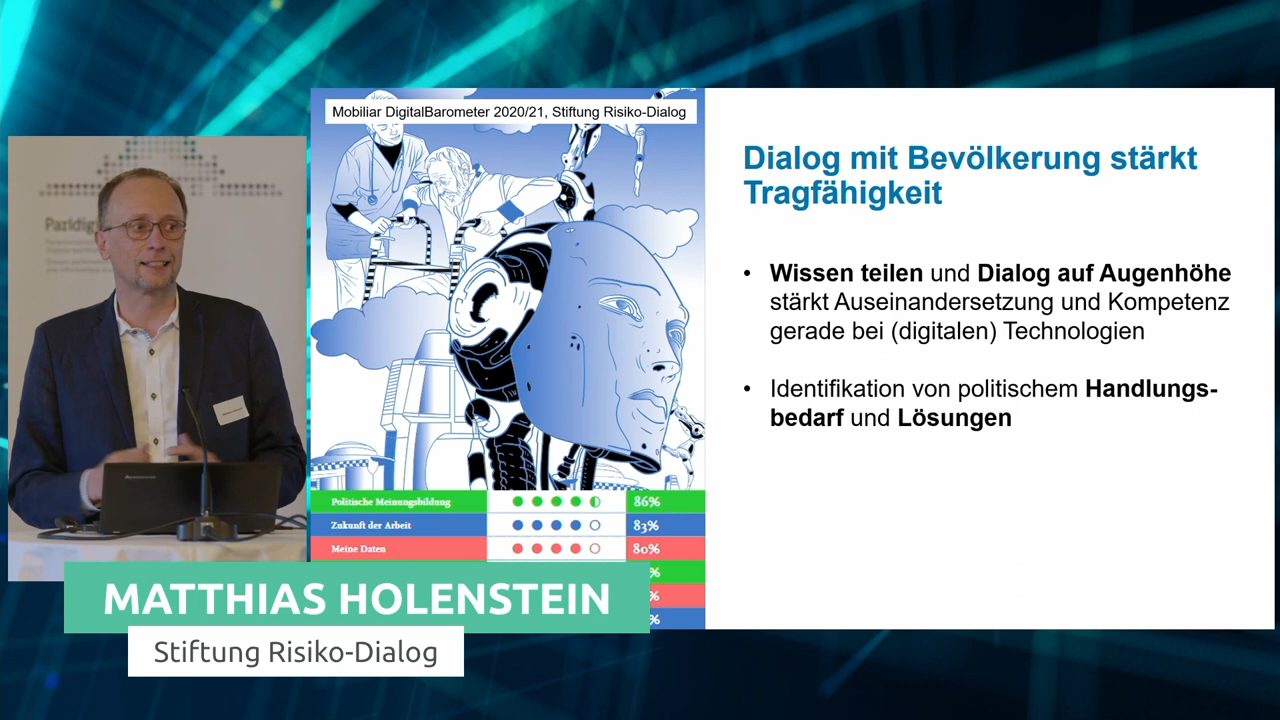 Mobiliar DigitalBarometer 2020/21, Stiftung Risiko-Dialog
Dialog mit Bevölkerung stärkt
Tragfähigkeit
• Wissen teilen und Dialog auf Augenhöhe
stärkt Auseinandersetzung und Kompetenz
gerade bei (digitalen) Technologien
• Identifikation von politischem Handlungs-
bedarf und Lösungen
Politische Meinungsbildung 86%
Zukunft der Arbeit 83%
Meine Daten 80%
%
%
%
MATTHIAS HOLENSTEIN
Stiftung Risiko-Dialog